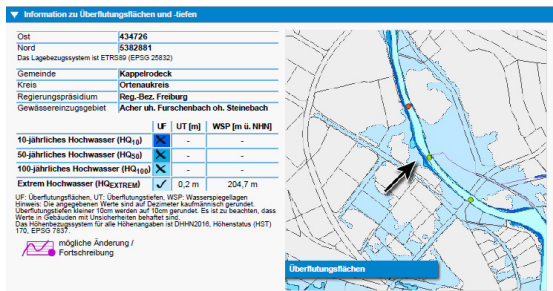 Information zu Überflutungsflächen und -tiefen
Ost 434726
Nord 5382881
Das Lagebezugssystem ist ETRS89 (EPSG 25832)
Gemeinde Kappelrodeck
Kreis Ortenaukreis
Regierungspräsidium Reg.-Bez. Freiburg
Gewässereinzugsgebiet Acher uh. Furschenbach oh. Steinebach
UF UT [m] WSP [m ü. NHN]
10-jährliches Hochwasser (HQ10) - -
50-jährliches Hochwasser (HQ50) - -
100-jährliches Hochwasser (HQ100) - -
Extrem Hochwasser (HQEXTREM) ✓ 0,2 m 204,7 m
UF: Überflutungsflächen, UT: Überflutungstiefen, WSP: Wasserspiegellagen
Hinweis: Die angegebenen Werte sind auf Dezimeter kaufmännisch gerundet.
Überflutungstiefen kleiner 10cm werden auf 10cm gerundet. Es ist zu beachten, dass
Werte in Gebäuden mit Unsicherheiten behaftet sind.
Das Höhenbezugssystem für alle Höhenangaben ist DHHN2016, Höhenstatus (HST)
170, EPSG 7837.
mögliche Änderung /
Fortschreibung
Überflutungsflächen